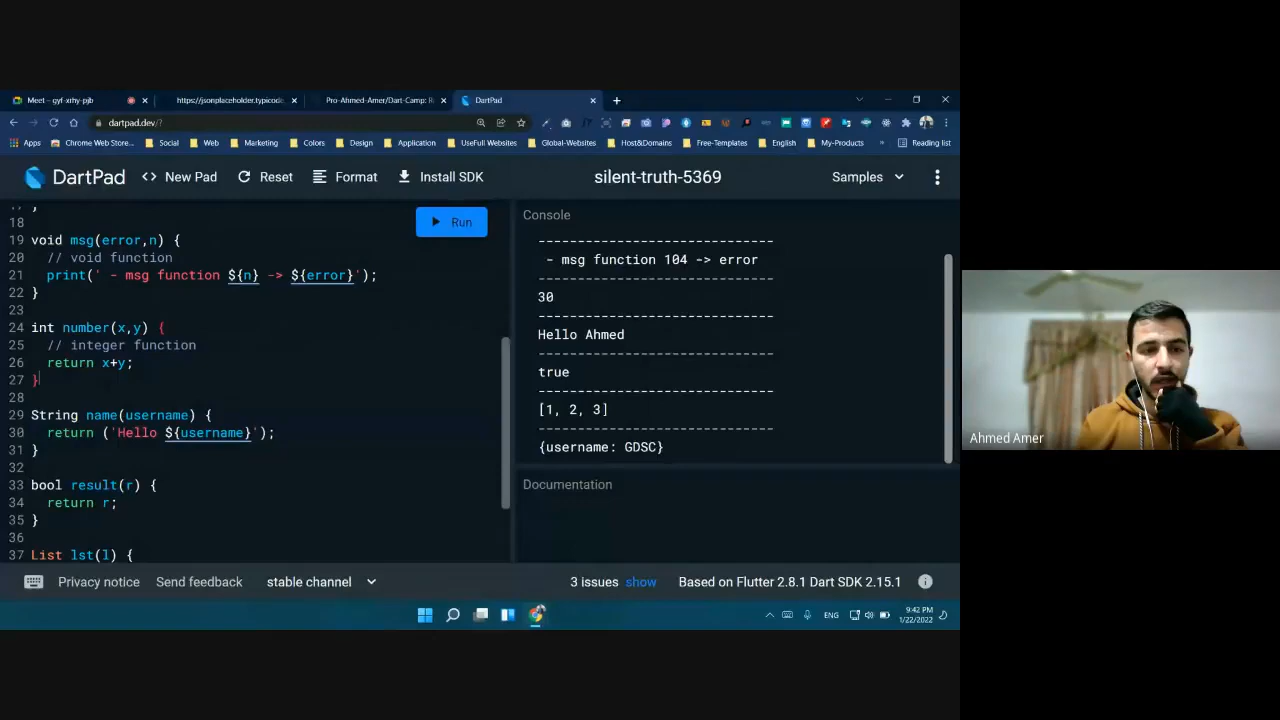 Meet – gyf-xrhy-pjb
https://jsonplaceholder.typicode.
Pro-Ahmed-Amer/Dart-Camp: R
DartPad
dartpad.dev/?
Apps
Chrome Web Store...
Social
Web
Marketing
Colors
Design
Application
UseFull Websites
Global-Websites
Host&Domains
Free-Templates
English
My-Products
»
Reading list
DartPad
<> New Pad
Reset
Format
Install SDK
silent-truth-5369
Samples
Run
18
19 void msg(error,n) {
20 // void function
21 print(' - msg function ${n} -> ${error}');
22 }
23
24 int number(x,y) {
25 // integer function
26 return x+y;
27 }
28
29 String name(username) {
30 return ('Hello ${username}');
31 }
32
33 bool result(r) {
34 return r;
35 }
36
37 List lst(l) {
Console
------------------------------
- msg function 104 -> error
------------------------------
30
------------------------------
Hello Ahmed
------------------------------
true
------------------------------
[1, 2, 3]
------------------------------
{username: GDSC}
Documentation
Privacy notice
Send feedback
stable channel
3 issues show
Based on Flutter 2.8.1 Dart SDK 2.15.1
ENG
9:42 PM
1/22/2022
Ahmed Amer